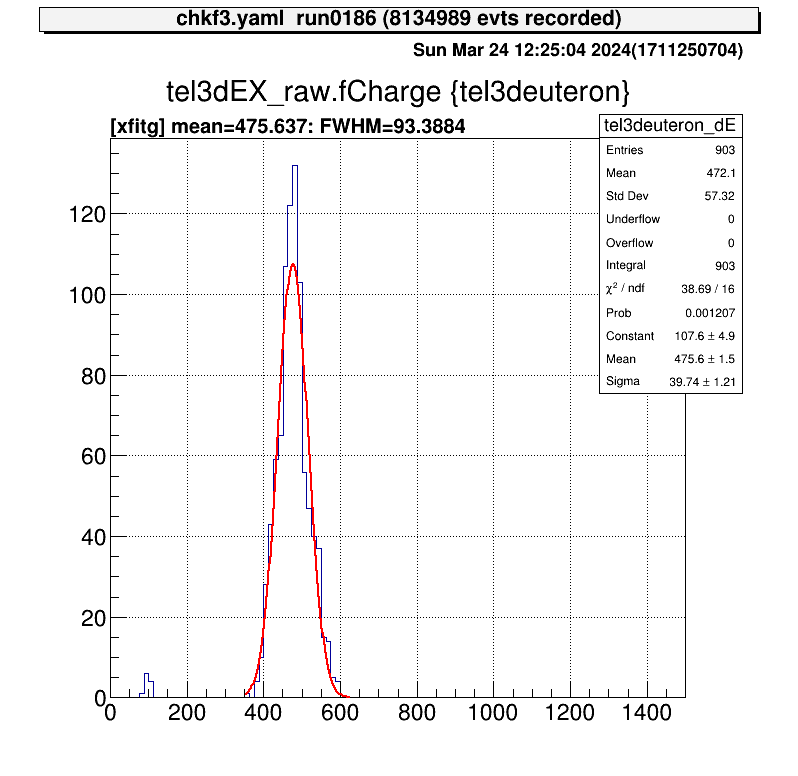 chkf3.yaml run0186 (8134989 evts recorded)
Sun Mar 24 12:25:04 2024(1711250704)
tel3dEX_raw.fCharge {tel3deuteron}
[xfitg] mean=475.637: FWHM=93.3884
tel3deuteron_dE
Entries 903
Mean 472.1
Std Dev 57.32
Underflow 0
Overflow 0
Integral 903
χ² / ndf 38.69 / 16
Prob 0.001207
Constant 107.6 ± 4.9
Mean 475.6 ± 1.5
Sigma 39.74 ± 1.21
120
100
80
60
40
20
0
0 200 400 600 800 1000 1200 1400